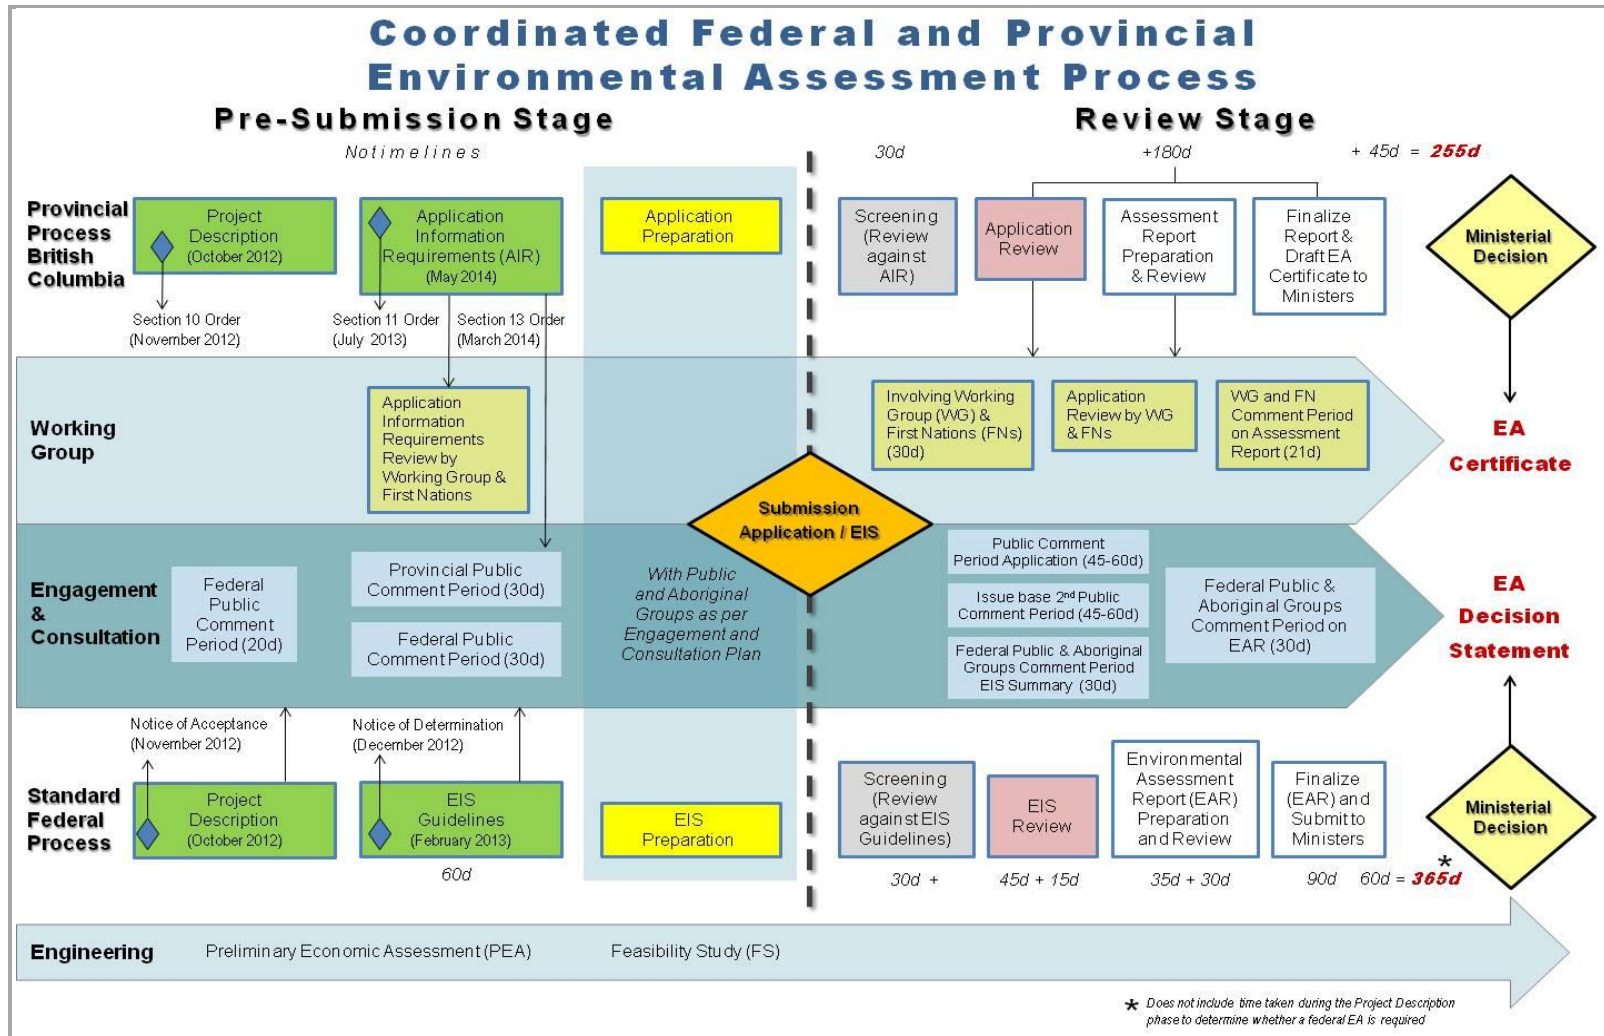 Coordinated Federal and Provincial
Environmental Assessment Process
Pre-Submission Stage
Review Stage
No timelines
30d
+180d
+ 45d = 255d
Provincial
Process
British
Columbia
Project
Description
(October 2012)
Application
Information
Requirements (AIR)
(May 2014)
Application
Preparation
Screening
(Review
against
AIR)
Application
Review
Assessment
Report
Preparation
& Review
Finalize
Report &
Draft EA
Certificate to
Ministers
Ministerial
Decision
Section 10 Order
(November 2012)
Section 11 Order
(July 2013)
Section 13 Order
(March 2014)
Working
Group
Application
Information
Requirements
Review by
Working Group &
First Nations
Involving Working
Group (WG) &
First Nations (FNs)
(30d)
Application
Review by WG
& FNs
WG and FN
Comment Period
on Assessment
Report (21d)
EA
Certificate
Submission
Application / EIS
Engagement
&
Consultation
Federal
Public
Comment
Period (20d)
Provincial Public
Comment Period (30d)
Federal Public
Comment Period (30d)
With Public
and Aboriginal
Groups as per
Engagement and
Consultation Plan
Public Comment
Period Application (45-60d)
Issue base 2nd Public
Comment Period (45-60d)
Federal Public & Aboriginal
Groups Comment Period
EIS Summary (30d)
Federal Public &
Aboriginal Groups
Comment Period on
EAR (30d)
EA
Decision
Statement
Notice of Acceptance
(November 2012)
Notice of Determination
(December 2012)
Standard
Federal
Process
Project
Description
(October 2012)
EIS
Guidelines
(February 2013)
60d
EIS
Preparation
Screening
(Review
against EIS
Guidelines)
EIS
Review
Environmental
Assessment
Report (EAR)
Preparation
and Review
Finalize
(EAR) and
Submit to
Ministers
Ministerial
Decision
30d +
45d + 15d
35d + 30d
90d
60d = 365d *
Engineering
Preliminary Economic Assessment (PEA)
Feasibility Study (FS)
* Does not include time taken during the Project Description
phase to determine whether a federal EA is required